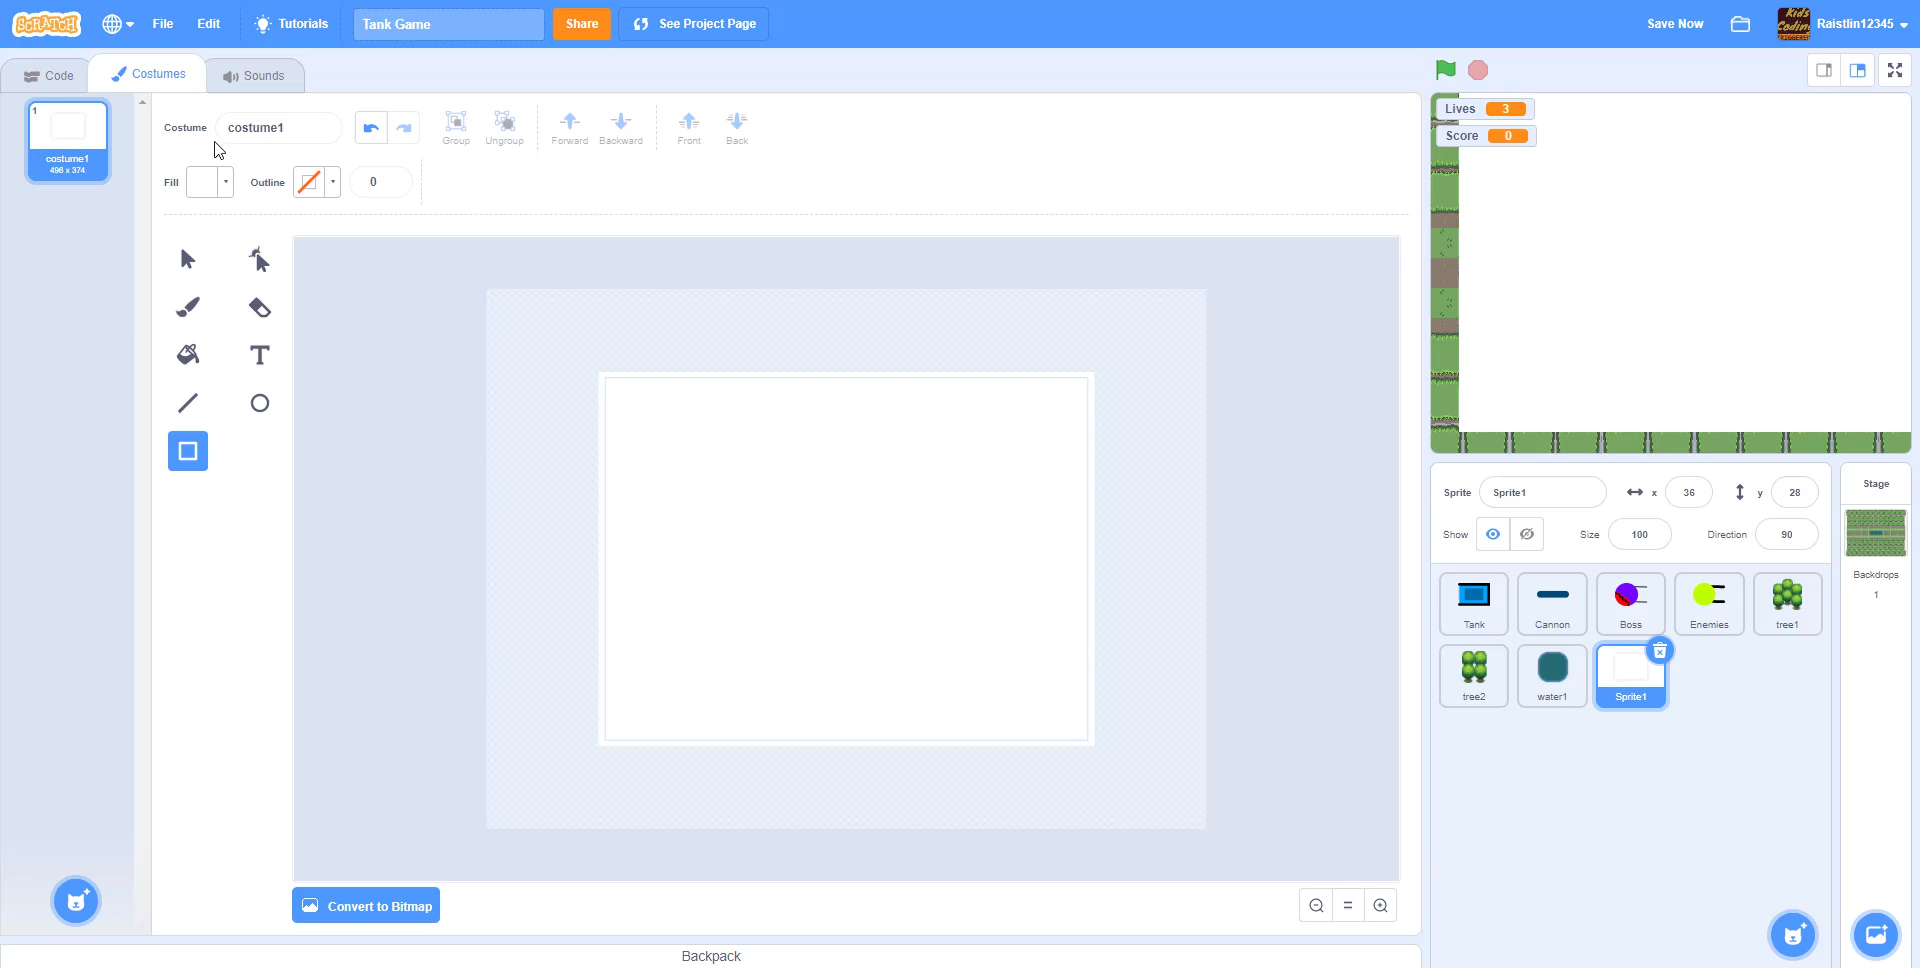 SCRATCH File Edit Tutorials Tank Game Share See Project Page Save Now Raistlin12345
Code Costumes Sounds
1
costume1
496 x 374
Costume costume1 Group Ungroup Forward Backward Front Back
Fill Outline 0
Convert to Bitmap
Backpack
Lives 3
Score 0
Sprite Sprite1 x 36 y 28
Show Size 100 Direction 90
Tank Cannon Boss Enemies tree1
tree2 water1 Sprite1
Stage
Backdrops
1